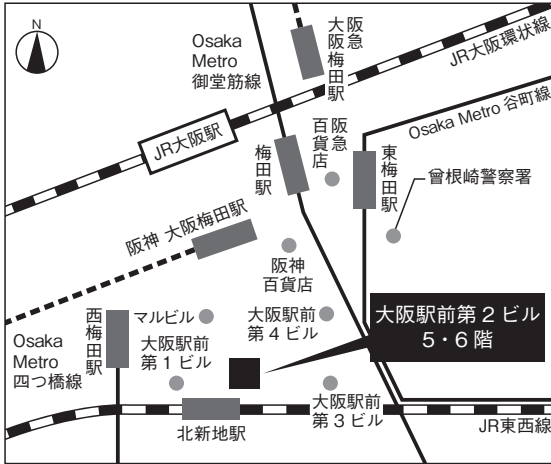 N
Osaka
Metro
御堂筋線
阪急
大阪梅田駅
JR大阪環状線
JR大阪駅
梅田駅
阪急
百貨店
東梅田駅
Osaka Metro 谷町線
曾根崎警察署
阪神 大阪梅田駅
阪神
百貨店
西梅田駅
マルビル
大阪駅前
第4ビル
大阪駅前第2ビル
5・6階
Osaka
Metro
四つ橋線
大阪駅前
第1ビル
大阪駅前
第3ビル
北新地駅
JR東西線